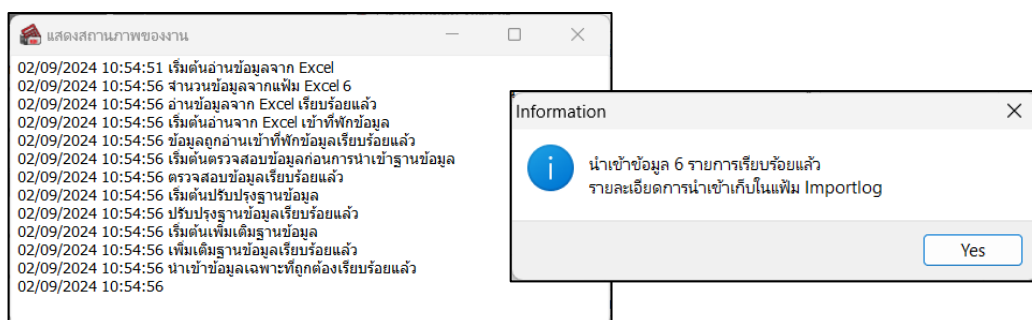 แสดงสถานภาพของงาน
02/09/2024 10:54:51 เริ่มต้นอ่านข้อมูลจาก Excel
02/09/2024 10:54:56 จำนวนข้อมูลจากแฟ้ม Excel 6
02/09/2024 10:54:56 อ่านข้อมูลจาก Excel เรียบร้อยแล้ว
02/09/2024 10:54:56 เริ่มต้นอ่านจาก Excel เข้าที่พักข้อมูล
02/09/2024 10:54:56 ข้อมูลถูกอ่านเข้าที่พักข้อมูลเรียบร้อยแล้ว
02/09/2024 10:54:56 เริ่มต้นตรวจสอบข้อมูลก่อนการนำเข้าฐานข้อมูล
02/09/2024 10:54:56 ตรวจสอบข้อมูลเรียบร้อยแล้ว
02/09/2024 10:54:56 เริ่มต้นปรับปรุงฐานข้อมูล
02/09/2024 10:54:56 ปรับปรุงฐานข้อมูลเรียบร้อยแล้ว
02/09/2024 10:54:56 เริ่มต้นเพิ่มเติมฐานข้อมูล
02/09/2024 10:54:56 เพิ่มเติมฐานข้อมูลเรียบร้อยแล้ว
02/09/2024 10:54:56 นำเข้าข้อมูลเฉพาะที่ถูกต้องเรียบร้อยแล้ว
02/09/2024 10:54:56
Information
นำเข้าข้อมูล 6 รายการเรียบร้อยแล้ว
รายละเอียดการนำเข้าเก็บในแฟ้ม Importlog
Yes